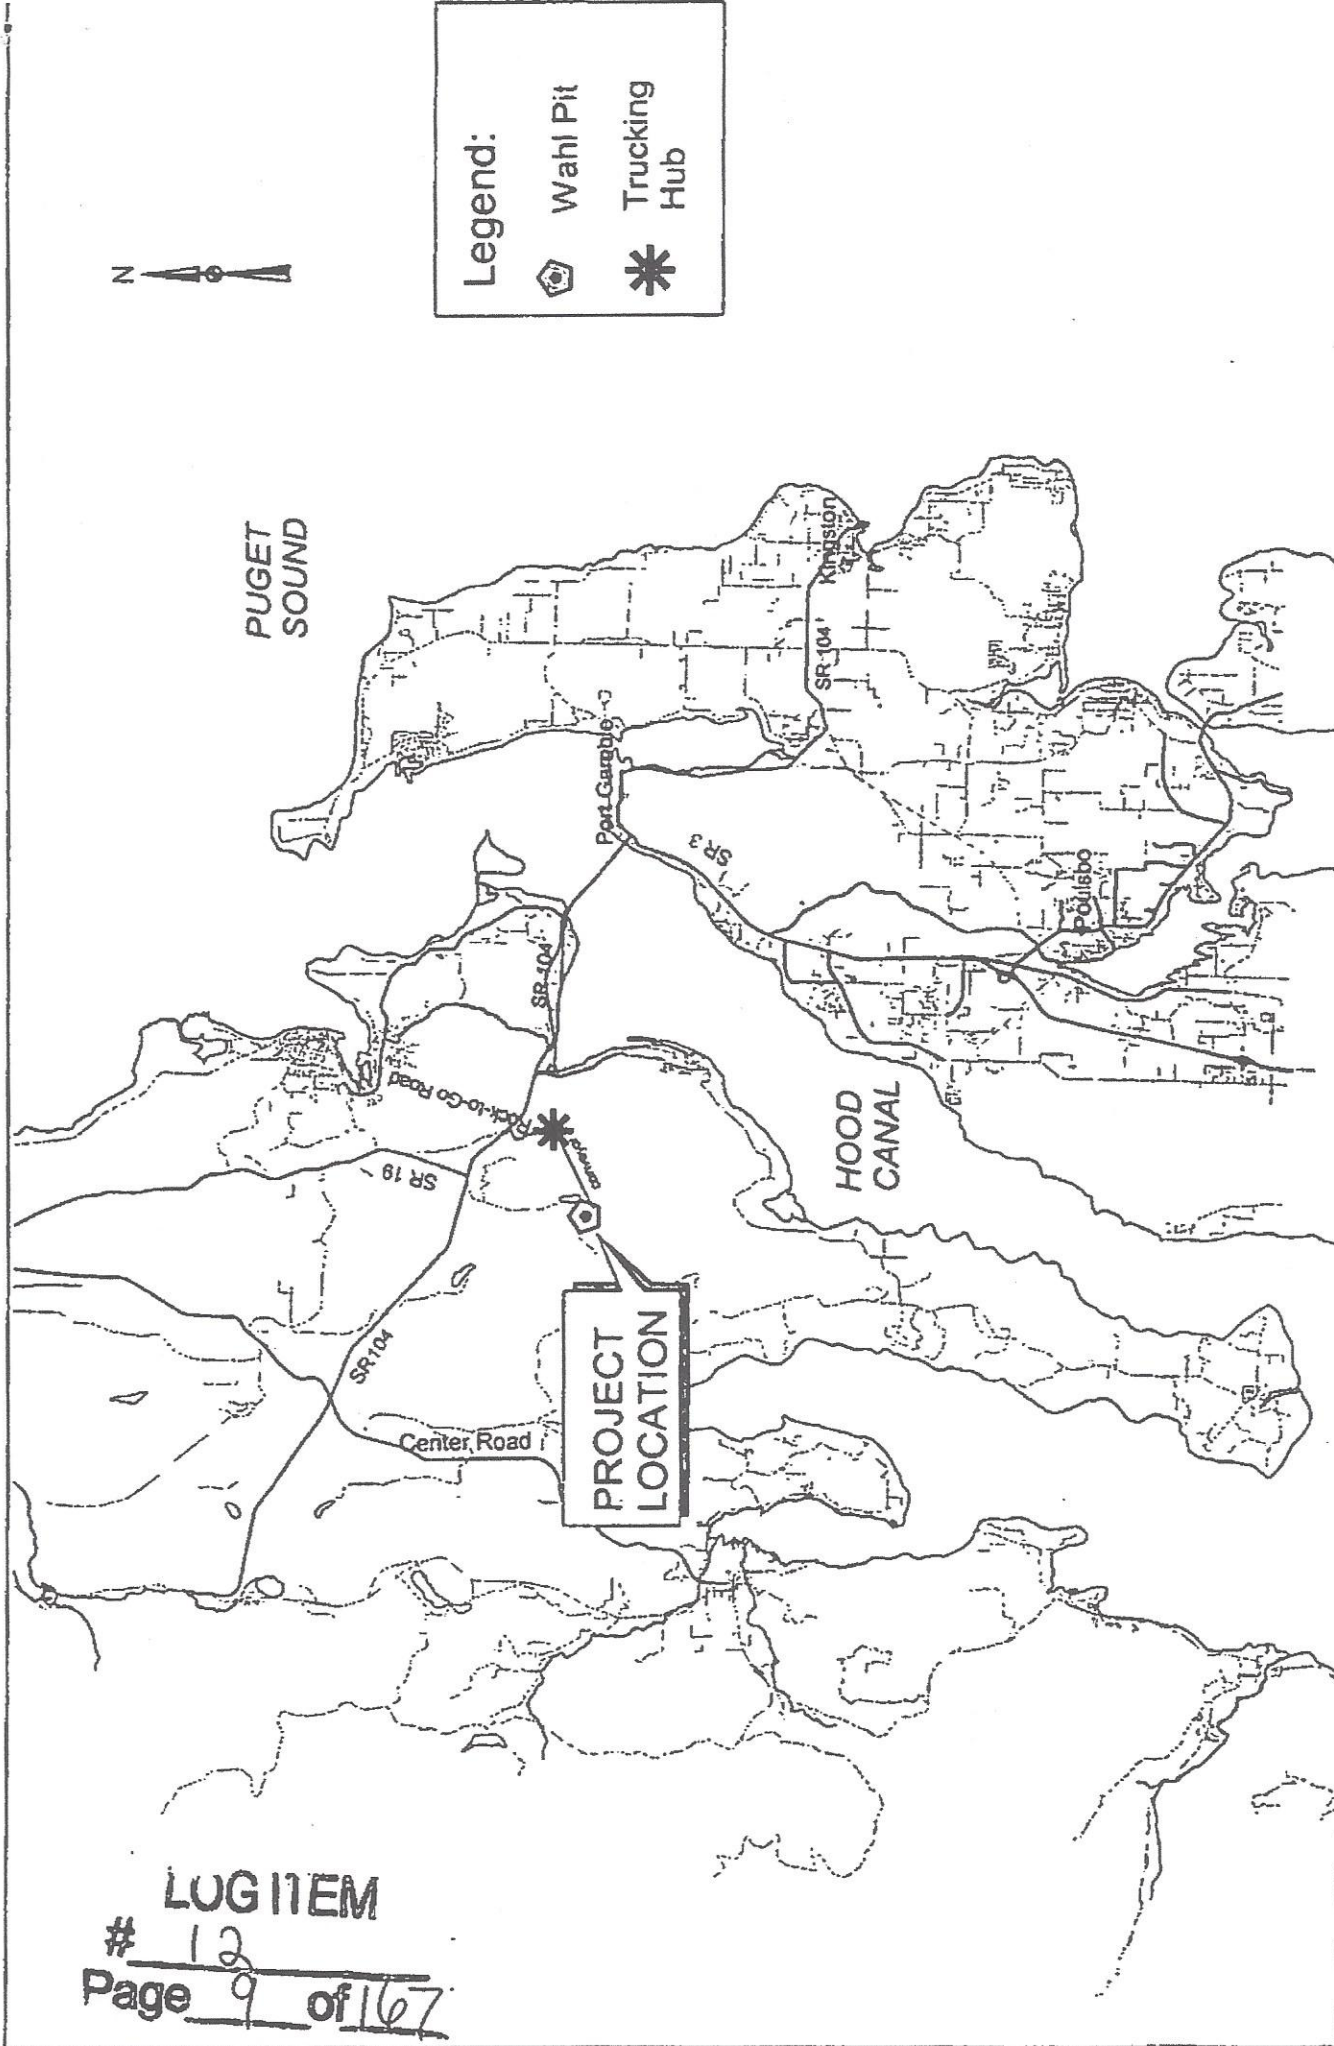 N
Legend:
Wahl Pit
Trucking
Hub
PUGET
SOUND
Kingston
SR 104
Port Gamble
SR 3
Poulsbo
SR 104
Rock-to-Go Road
SR 19
conveyor
HOOD
CANAL
SR104
Center Road
PROJECT
LOCATION
LOG ITEM
# 12
Page 9 of 167